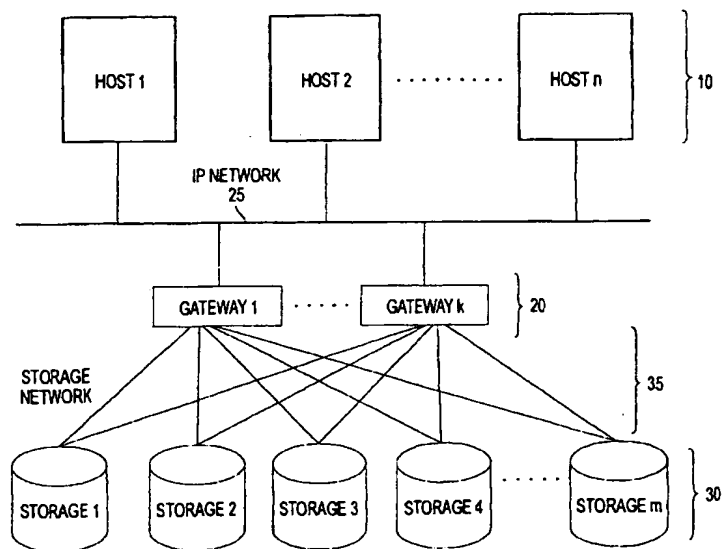 HOST 1
HOST 2
HOST n
10
IP NETWORK
25
GATEWAY 1
GATEWAY k
20
STORAGE
NETWORK
35
STORAGE 1
STORAGE 2
STORAGE 3
STORAGE 4
STORAGE m
30